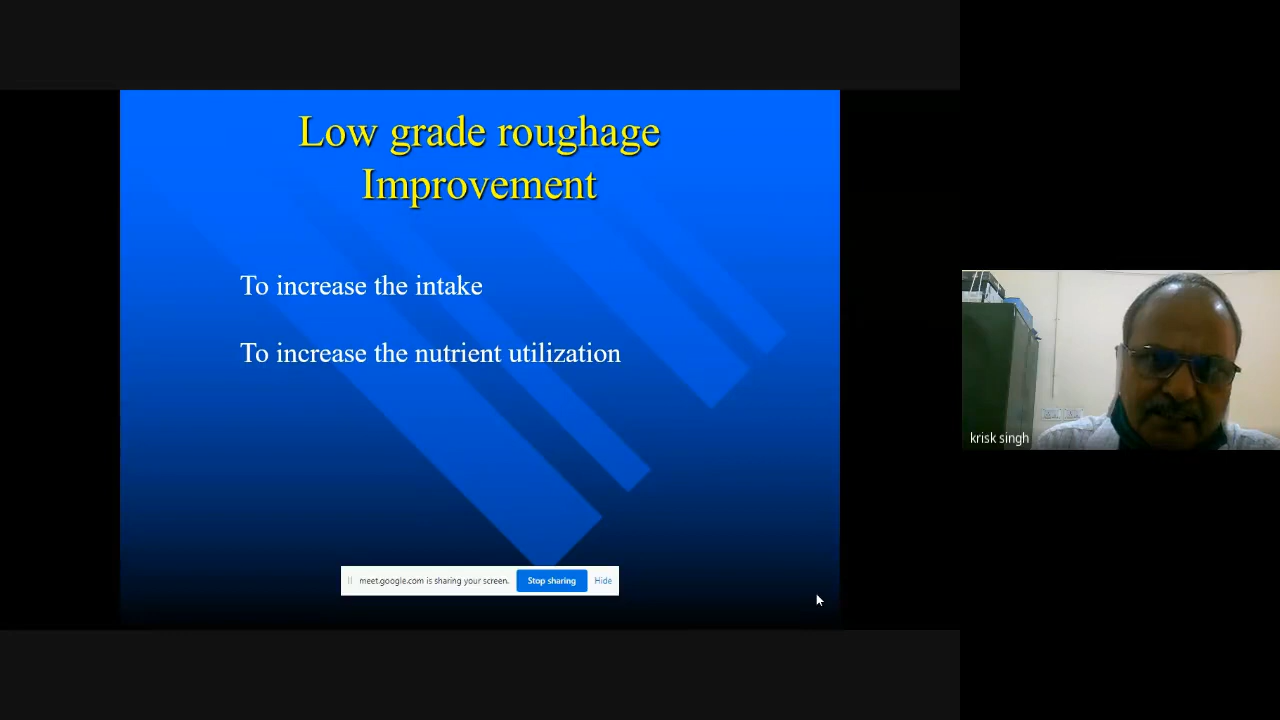 Low grade roughage
Improvement
To increase the intake
To increase the nutrient utilization
meet.google.com is sharing your screen. Stop sharing Hide
krisk singh